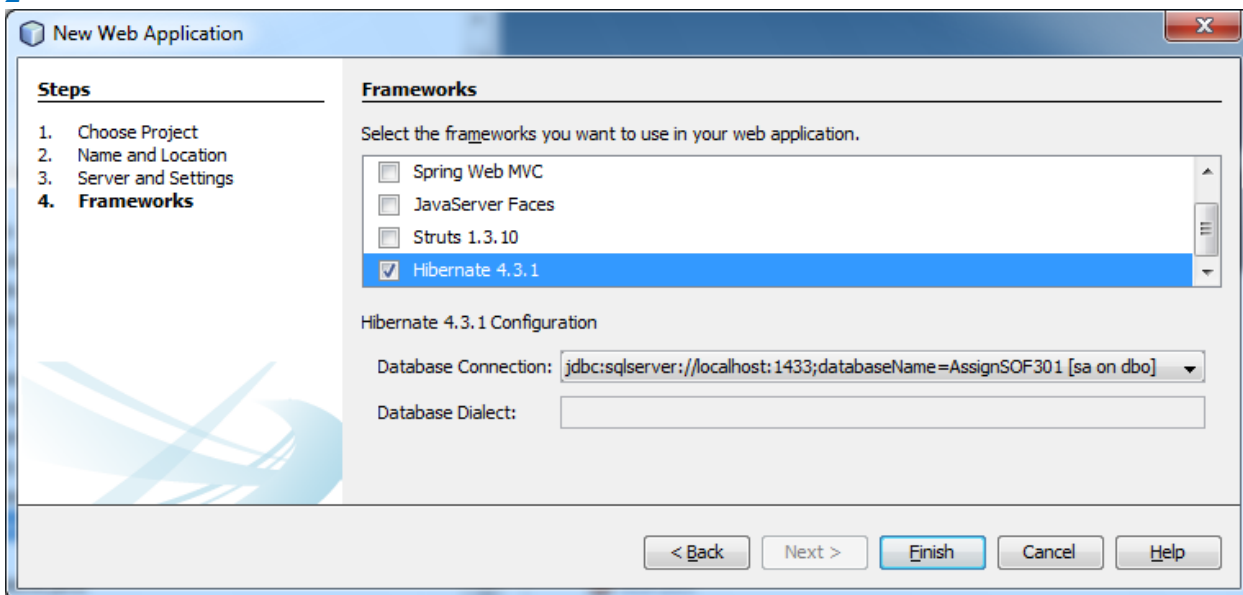 New Web Application
Steps
1. Choose Project
2. Name and Location
3. Server and Settings
4. Frameworks
Frameworks
Select the frameworks you want to use in your web application.
Spring Web MVC
JavaServer Faces
Struts 1.3.10
Hibernate 4.3.1
Hibernate 4.3.1 Configuration
Database Connection: jdbc:sqlserver://localhost:1433;databaseName=AssignSOF301 [sa on dbo]
Database Dialect:
< Back Next > Finish Cancel Help